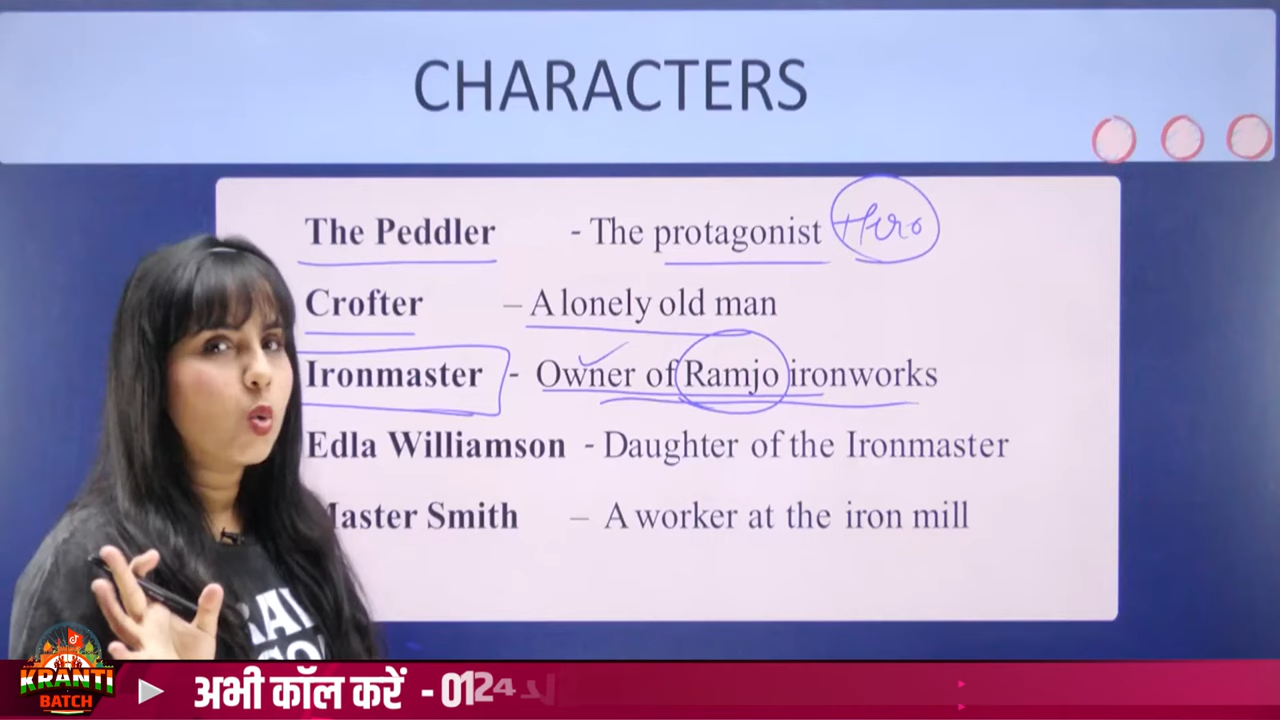 CHARACTERS
The Peddler - The protagonist Hero
Crofter – A lonely old man
Ironmaster - Owner of Ramjo ironworks
Edla Williamson - Daughter of the Ironmaster
Master Smith – A worker at the iron mill
KRANTI
BATCH
अभी कॉल करें - 0124